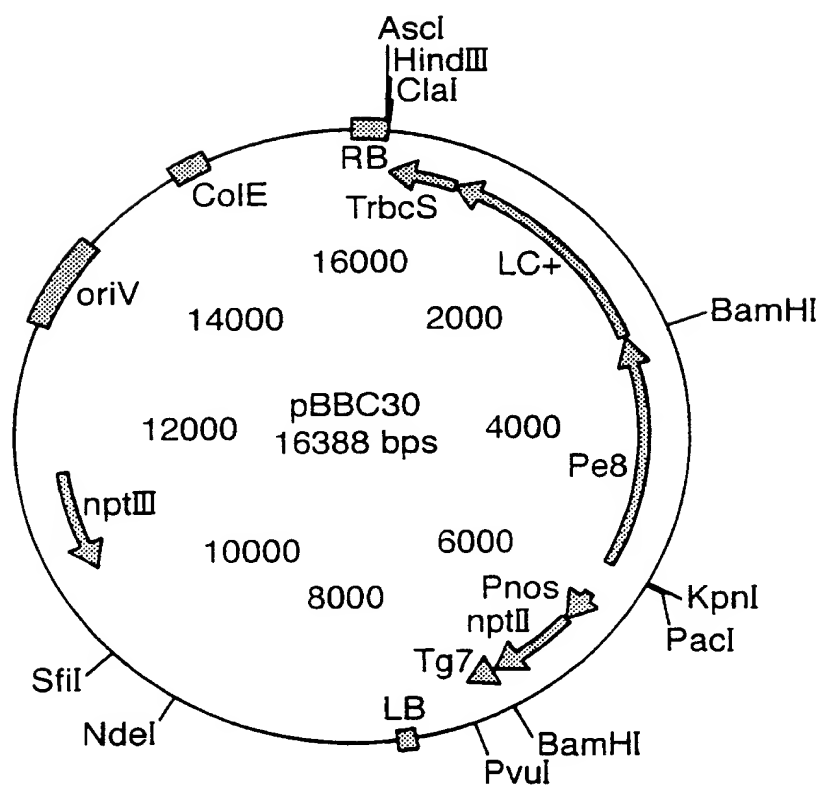 AscI
HindⅢ
ClaI
RB
ColE
TrbcS
16000
LC+
oriV
14000
2000
BamHI
pBBC30
12000
4000
16388 bps
Pe8
nptⅢ
10000
6000
8000
Pnos
KpnI
nptⅡ
PacI
Tg7
SfiI
LB
NdeI
BamHI
PvuI